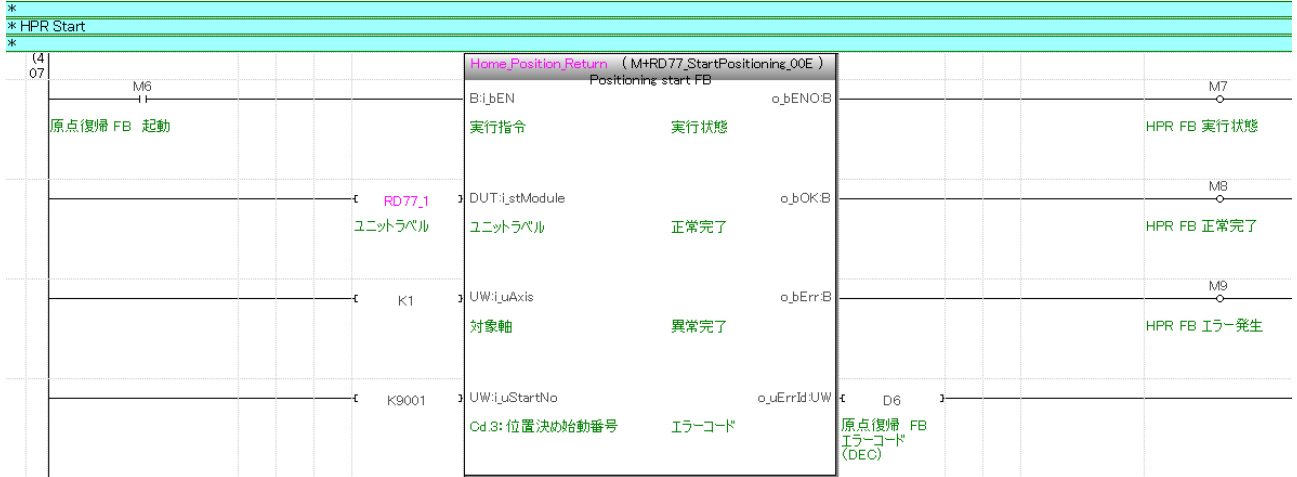 *
* HPR Start
*
(4
07
Home_Position_Return ( M+RD77_StartPositioning_00E )
Positioning start FB
M6
B:i_bEN
o_bENO:B
M7
原点復帰 FB 起動
実行指令
実行状態
HPR FB 実行状態
RD77_1
DUT:i_stModule
o_bOK:B
M8
ユニットラベル
ユニットラベル
正常完了
HPR FB 正常完了
K1
UW:i_uAxis
o_bErr:B
M9
対象軸
異常完了
HPR FB エラー発生
K9001
UW:i_uStartNo
o_uErrId:UW
D6
Cd.3: 位置決め始動番号
エラーコード
原点復帰 FB
エラーコード
(DEC)